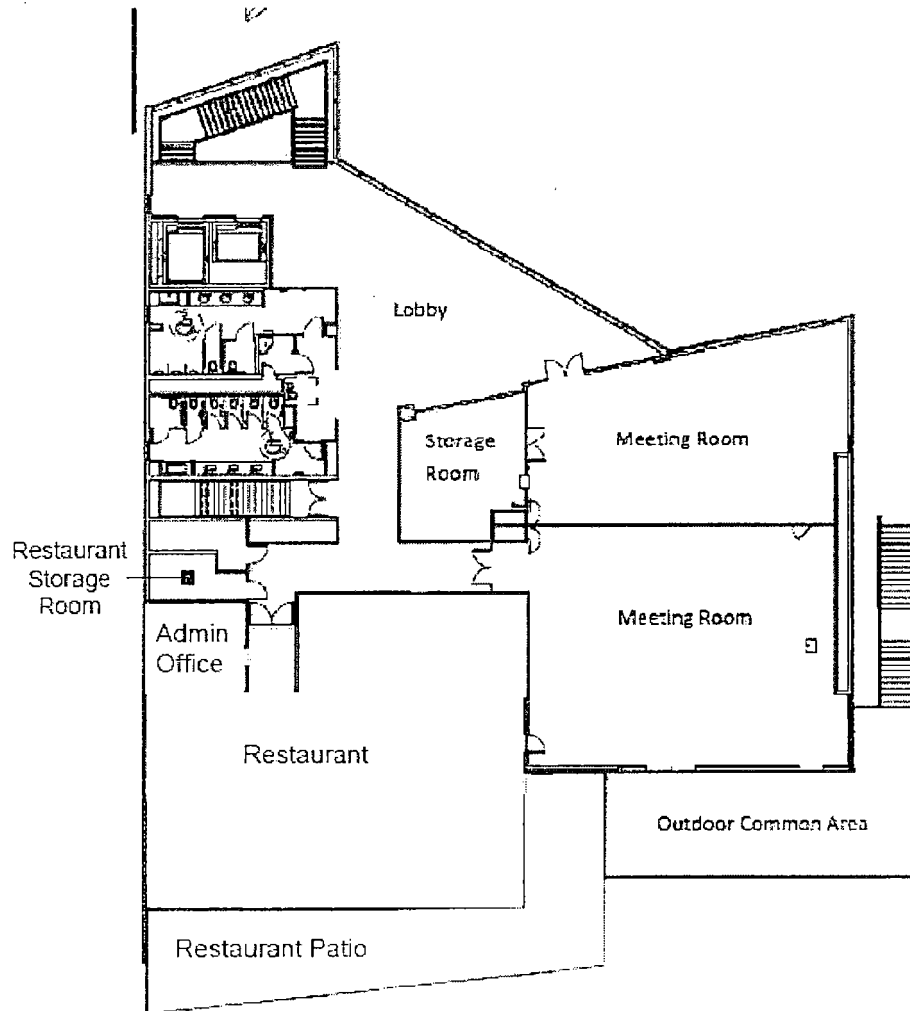 Lobby
Storage
Room
Meeting Room
Restaurant
Storage
Room
Meeting Room
Admin
Office
Restaurant
Outdoor Common Area
Restaurant Patio